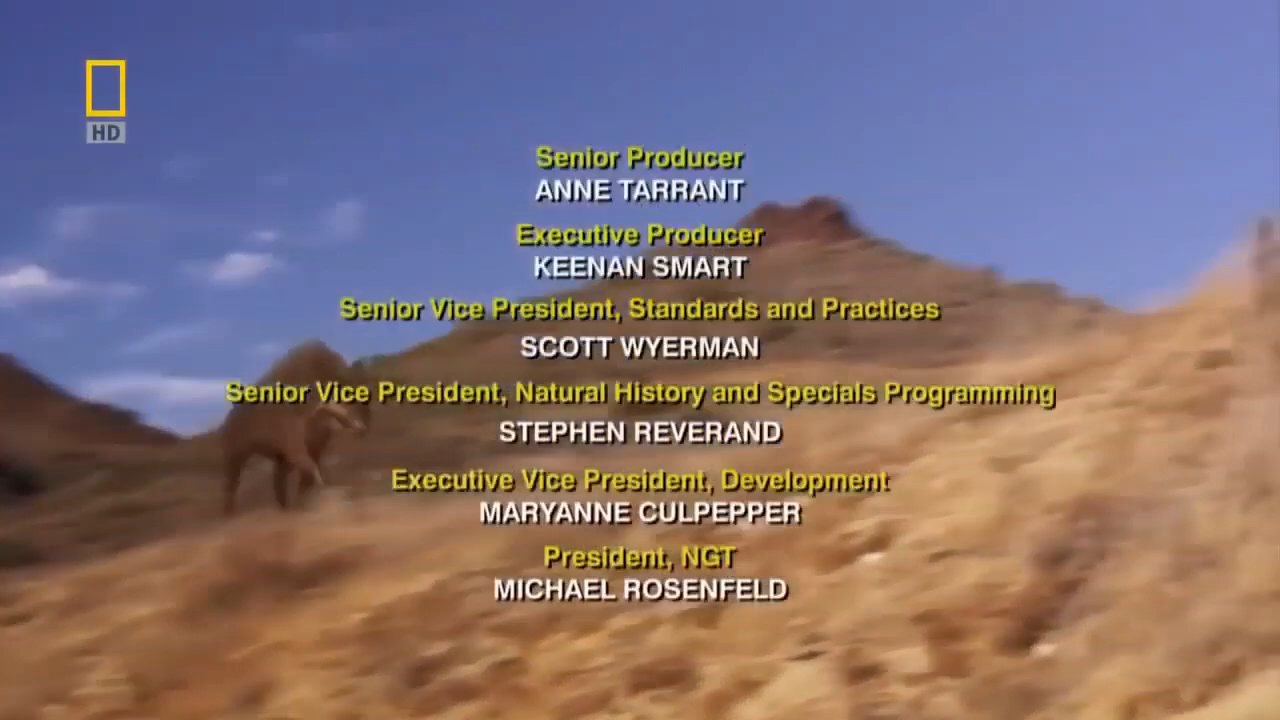 HD
Senior Producer
ANNE TARRANT
Executive Producer
KEENAN SMART
Senior Vice President, Standards and Practices
SCOTT WYERMAN
Senior Vice President, Natural History and Specials Programming
STEPHEN REVERAND
Executive Vice President, Development
MARYANNE CULPEPPER
President, NGT
MICHAEL ROSENFELD